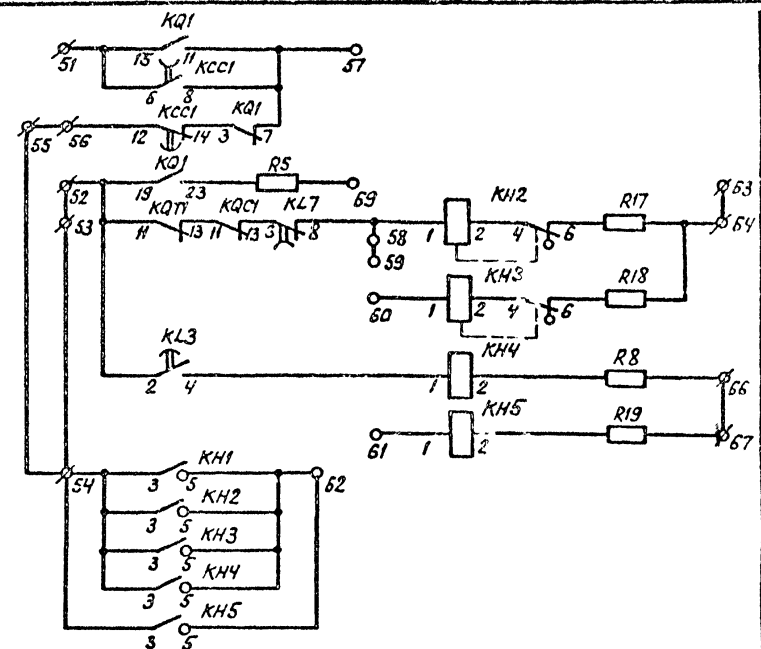 KQ1
51 15 11 57
KCC1
6 8
KCC1 KQ1
55 56 12 14 3 7
KQ1 R5
52 19 23 69 63
KQT1 KQC1 KL7 KH2 R17
53 11 13 11 13 3 8 58 1 2 4 6 64
59
KH3 R18
60 1 2 4 6
KL3 KH4 R8
2 4 1 2 66
KH5 R19
61 1 2 67
KH1
54 3 5 62
KH2
3 5
KH3
3 5
KH4
3 5
KH5
3 5